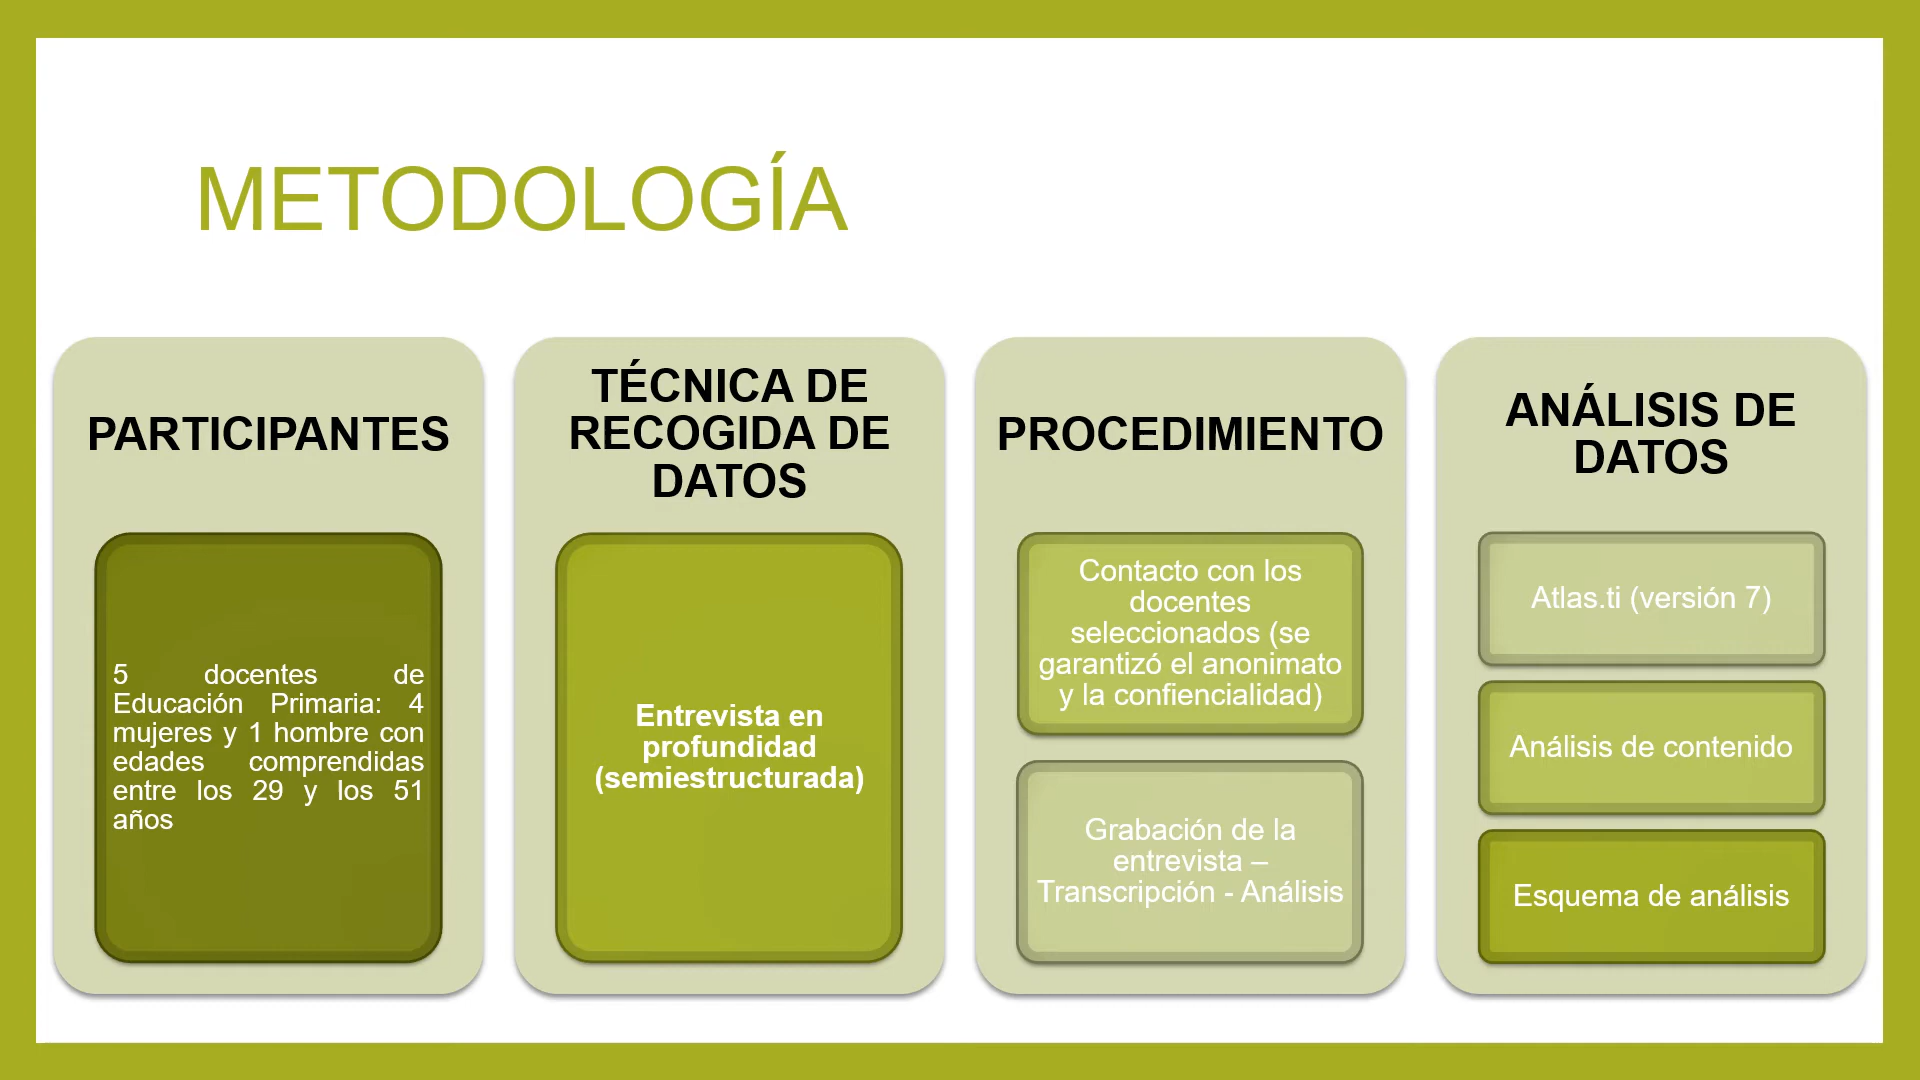 METODOLOGÍA
PARTICIPANTES
5 docentes de
Educación Primaria: 4
mujeres y 1 hombre con
edades comprendidas
entre los 29 y los 51
años
TÉCNICA DE
RECOGIDA DE
DATOS
Entrevista en
profundidad
(semiestructurada)
PROCEDIMIENTO
Contacto con los
docentes
seleccionados (se
garantizó el anonimato
y la confiencialidad)
Grabación de la
entrevista –
Transcripción - Análisis
ANÁLISIS DE
DATOS
Atlas.ti (versión 7)
Análisis de contenido
Esquema de análisis